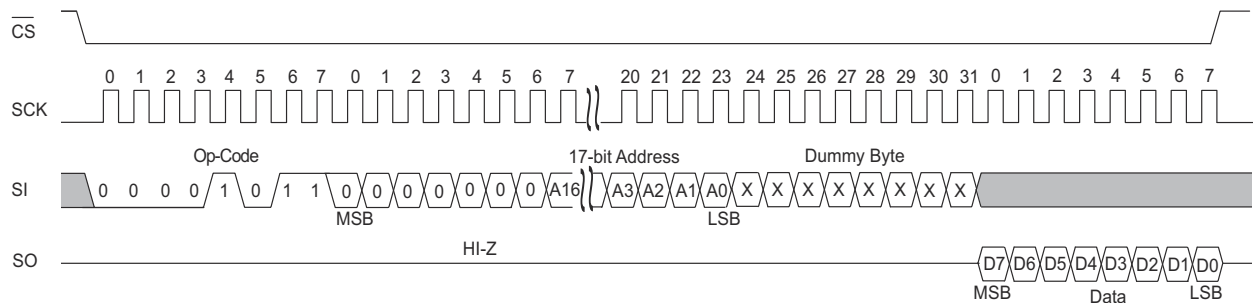 CS
0 1 2 3 4 5 6 7 0 1 2 3 4 5 6 7 20 21 22 23 24 25 26 27 28 29 30 31 0 1 2 3 4 5 6 7
SCK
Op-Code 17-bit Address Dummy Byte
SI 0 0 0 0 1 0 1 1 0 0 0 0 0 0 0 A16 A3 A2 A1 A0 X X X X X X X X
MSB LSB
HI-Z
SO D7 D6 D5 D4 D3 D2 D1 D0
MSB Data LSB